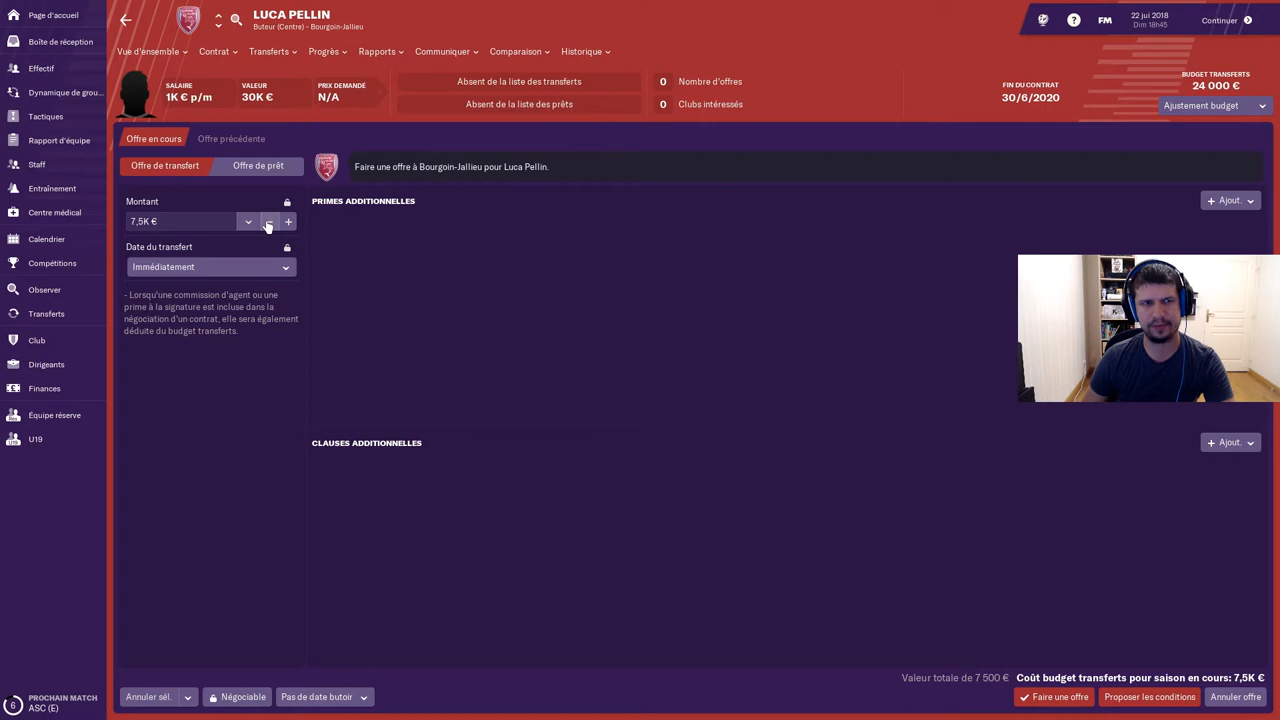 Page d'accueil
Boîte de réception
Effectif
Dynamique de grou...
Tactiques
Rapport d'équipe
Staff
Entraînement
Centre médical
Calendrier
Compétitions
Observer
Transferts
Club
Dirigeants
Finances
Équipe réserve
U19
6 PROCHAIN MATCH
ASC (E)
LUCA PELLIN
Buteur (Centre) - Bourgoin-Jallieu
FM
22 jui 2018
Dim 18h45
Continuer
Vue d'ensemble Contrat Transferts Progrès Rapports Communiquer Comparaison Historique
SALAIRE
1K € p/m
VALEUR
30K €
PRIX DEMANDÉ
N/A
Absent de la liste des transferts
Absent de la liste des prêts
0 Nombre d'offres
0 Clubs intéressés
FIN DU CONTRAT
30/6/2020
BUDGET TRANSFERTS
24 000 €
Ajustement budget
Offre en cours Offre précédente
Offre de transfert Offre de prêt
Faire une offre à Bourgoin-Jallieu pour Luca Pellin.
Montant
7,5K €
Date du transfert
Immédiatement
- Lorsqu'une commission d'agent ou une
prime à la signature est incluse dans la
négociation d'un contrat, elle sera également
déduite du budget transferts.
PRIMES ADDITIONNELLES
Ajout.
CLAUSES ADDITIONNELLES
Ajout.
Valeur totale de 7 500 € Coût budget transferts pour saison en cours: 7,5K €
Annuler sél. Négociable Pas de date butoir
Faire une offre Proposer les conditions Annuler offre